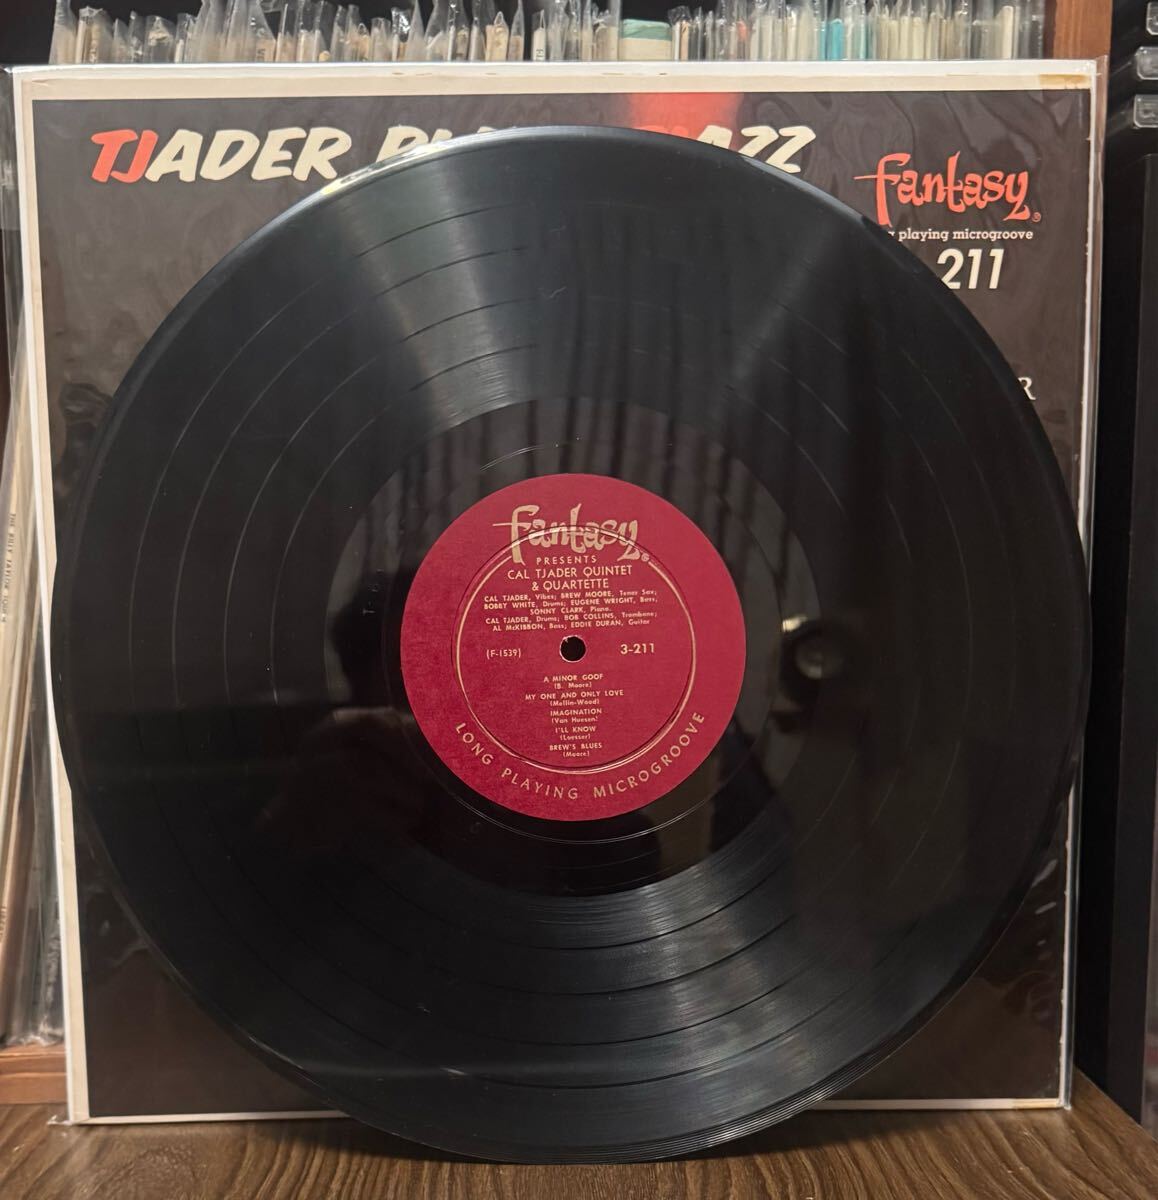 TJADER
Fantasy
playing microgroove
211
R
Fantasy
PRESENTS
CAL TJADER QUINTET
& QUARTETTE
CAL TJADER, Vibes; BREW MOORE, Tenor Sax;
BOBBY WHITE, Drums; EUGENE WRIGHT, Bass,
SONNY CLARK, Piano.
CAL TJADER, Drums; BOB COLLINS, Trombone;
AL McKIBBON, Bass; EDDIE DURAN, Guitar
(F-1539) 3-211
A MINOR GOOF
(B. Moore)
MY ONE AND ONLY LOVE
(Mellin-Wood)
IMAGINATION
(Van Huesen)
I'LL KNOW
(Loesser)
BREW'S BLUES
(Moore)
LONG PLAYING MICROGROOVE